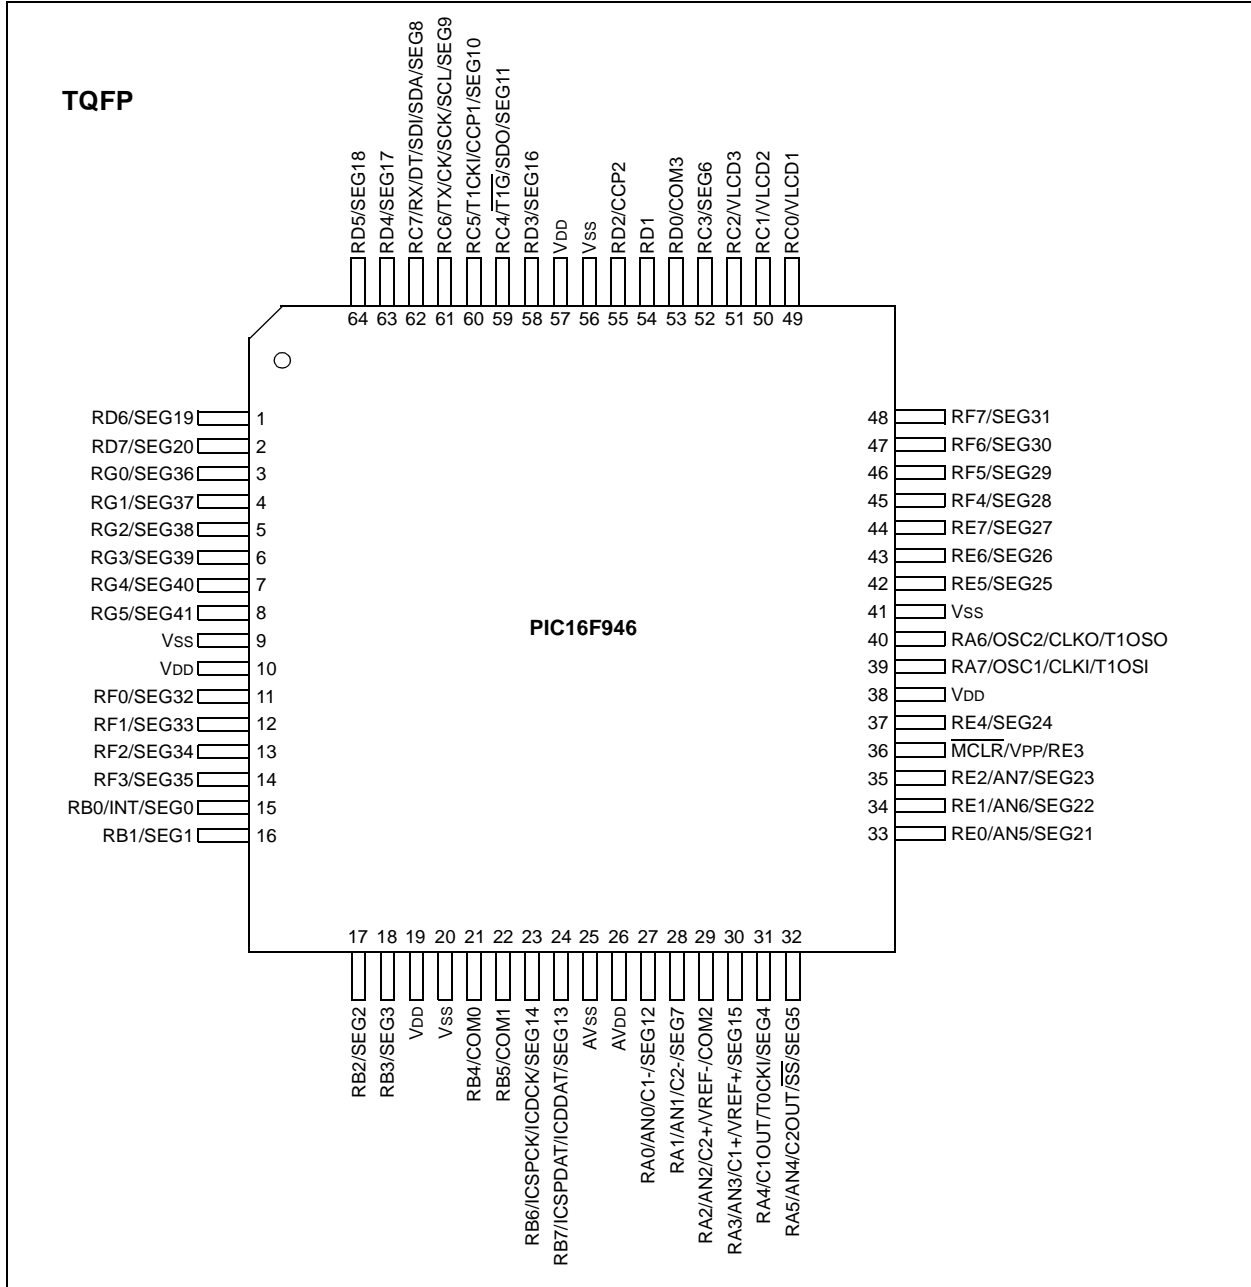 TQFP
RD5/SEG18
RD4/SEG17
RC7/RX/DT/SDI/SDA/SEG8
RC6/TX/CK/SCK/SCL/SEG9
RC5/T1CKI/CCP1/SEG10
RC4/T1G/SDO/SEG11
RD3/SEG16
VDD
VSS
RD2/CCP2
RD1
RD0/COM3
RC3/SEG6
RC2/VLCD3
RC1/VLCD2
RC0/VLCD1
64 63 62 61 60 59 58 57 56 55 54 53 52 51 50 49
RD6/SEG19 1
RD7/SEG20 2
RG0/SEG36 3
RG1/SEG37 4
RG2/SEG38 5
RG3/SEG39 6
RG4/SEG40 7
RG5/SEG41 8
VSS 9
VDD 10
RF0/SEG32 11
RF1/SEG33 12
RF2/SEG34 13
RF3/SEG35 14
RB0/INT/SEG0 15
RB1/SEG1 16
PIC16F946
48 RF7/SEG31
47 RF6/SEG30
46 RF5/SEG29
45 RF4/SEG28
44 RE7/SEG27
43 RE6/SEG26
42 RE5/SEG25
41 VSS
40 RA6/OSC2/CLKO/T1OSO
39 RA7/OSC1/CLKI/T1OSI
38 VDD
37 RE4/SEG24
36 MCLR/VPP/RE3
35 RE2/AN7/SEG23
34 RE1/AN6/SEG22
33 RE0/AN5/SEG21
17 18 19 20 21 22 23 24 25 26 27 28 29 30 31 32
RB2/SEG2
RB3/SEG3
VDD
VSS
RB4/COM0
RB5/COM1
RB6/ICSPCK/ICDCK/SEG14
RB7/ICSPDAT/ICDDAT/SEG13
AVSS
AVDD
RA0/AN0/C1-/SEG12
RA1/AN1/C2-/SEG7
RA2/AN2/C2+/VREF-/COM2
RA3/AN3/C1+/VREF+/SEG15
RA4/C1OUT/T0CKI/SEG4
RA5/AN4/C2OUT/SS/SEG5